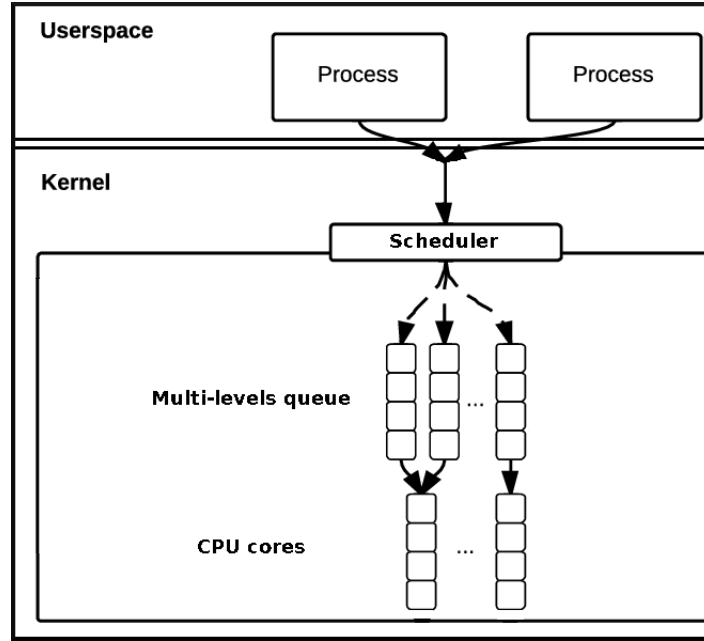 Userspace
Process
Process
Kernel
Scheduler
Multi-levels queue
...
CPU cores
...